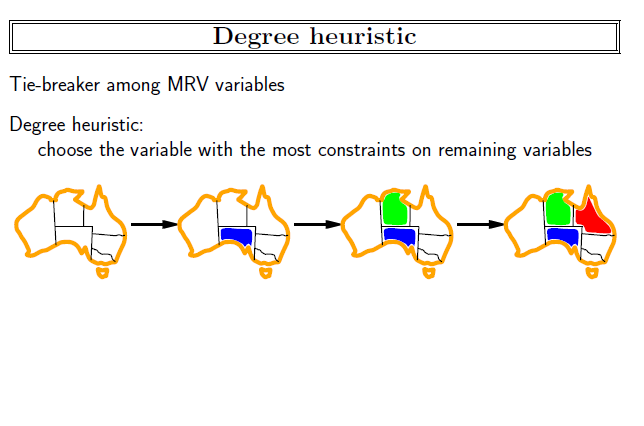 Degree heuristic
Tie-breaker among MRV variables
Degree heuristic:
choose the variable with the most constraints on remaining variables